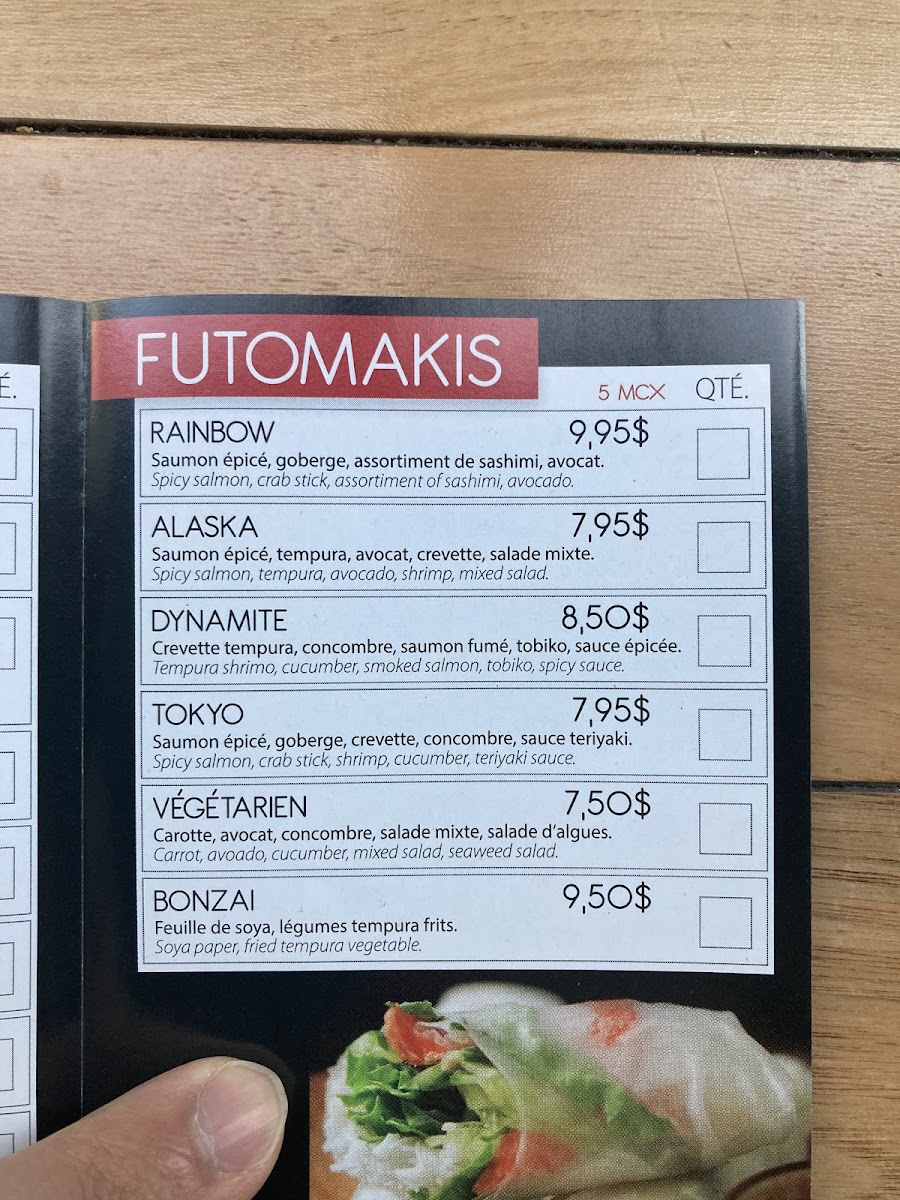 É.
FUTOMAKIS
5 MCX QTÉ.
RAINBOW 9,95$
Saumon épicé, goberge, assortiment de sashimi, avocat.
Spicy salmon, crab stick, assortiment of sashimi, avocado.
ALASKA 7,95$
Saumon épicé, tempura, avocat, crevette, salade mixte.
Spicy salmon, tempura, avocado, shrimp, mixed salad.
DYNAMITE 8,50$
Crevette tempura, concombre, saumon fumé, tobiko, sauce épicée.
Tempura shrimo, cucumber, smoked salmon, tobiko, spicy sauce.
TOKYO 7,95$
Saumon épicé, goberge, crevette, concombre, sauce teriyaki.
Spicy salmon, crab stick, shrimp, cucumber, teriyaki sauce.
VÉGÉTARIEN 7,50$
Carotte, avocat, concombre, salade mixte, salade d'algues.
Carrot, avoado, cucumber, mixed salad, seaweed salad.
BONZAI 9,50$
Feuille de soya, légumes tempura frits.
Soya paper, fried tempura vegetable.